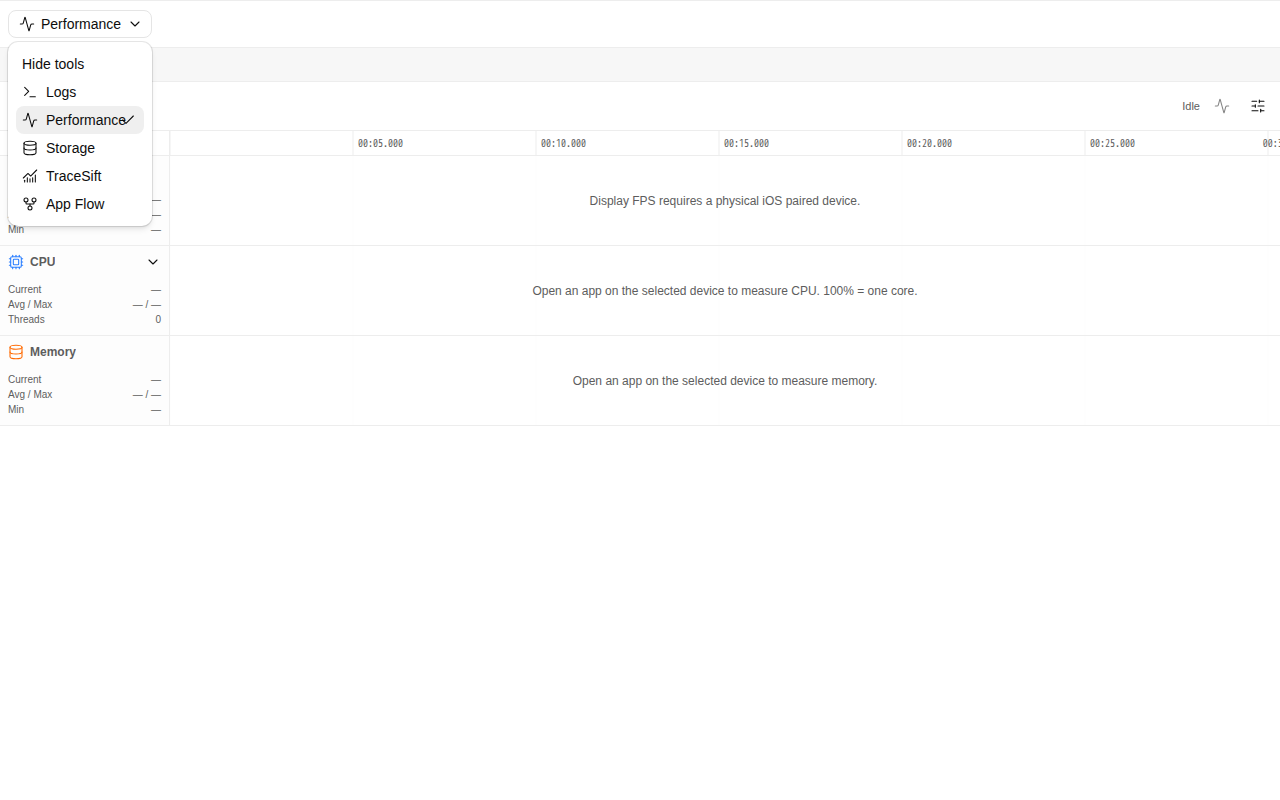 Performance
Hide tools
Logs
Performance
Storage
TraceSift
App Flow
Idle
00:05.000 00:10.000 00:15.000 00:20.000 00:25.000
—
—
Min —
Display FPS requires a physical iOS paired device.
CPU
Current —
Avg / Max — / —
Threads 0
Open an app on the selected device to measure CPU. 100% = one core.
Memory
Current —
Avg / Max — / —
Min —
Open an app on the selected device to measure memory.